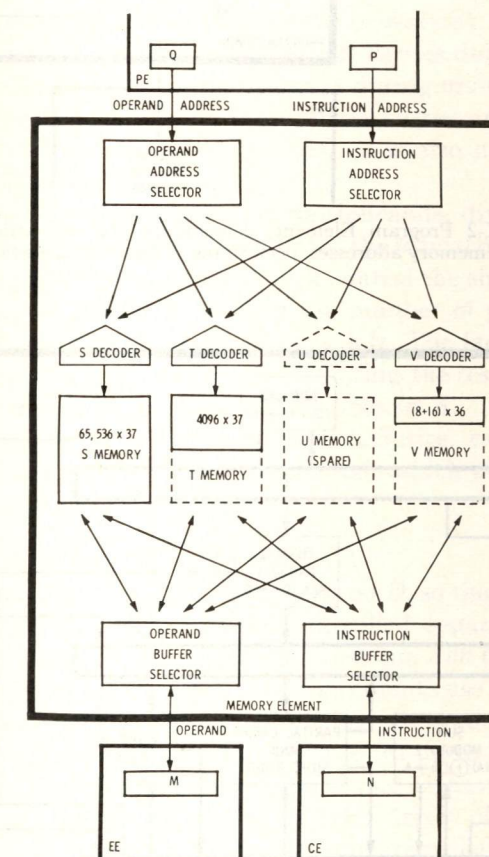 Q
P
PE
OPERAND ADDRESS
INSTRUCTION ADDRESS
OPERAND
ADDRESS
SELECTOR
INSTRUCTION
ADDRESS
SELECTOR
S DECODER
T DECODER
U DECODER
V DECODER
65,536 x 37
S MEMORY
4096 x 37
T MEMORY
U MEMORY
(SPARE)
(8+16) x 36
V MEMORY
OPERAND
BUFFER
SELECTOR
INSTRUCTION
BUFFER
SELECTOR
MEMORY ELEMENT
OPERAND
INSTRUCTION
M
N
EE
CE